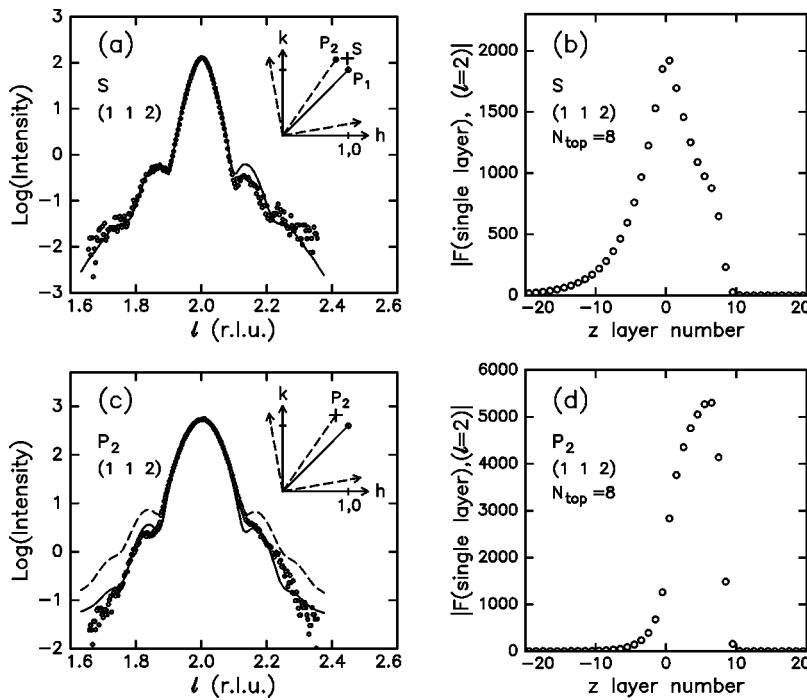 (a)
S
(1 1 2)
Log(Intensity)
3
2
1
0
−1
−2
−3
1.6 1.8 2.0 2.2 2.4 2.6
l (r.l.u.)
k
P2 S
P1
h
1,0
(b)
S
(1 1 2)
Ntop=8
|F(single layer), (l=2)|
2000
1500
1000
500
0
−20 −10 0 10 20
z layer number
(c)
P2
(1 1 2)
Log(Intensity)
3
2
1
0
−1
−2
1.6 1.8 2.0 2.2 2.4 2.6
l (r.l.u.)
k
P2
h
1,0
(d)
P2
(1 1 2)
Ntop=8
|F(single layer),(l=2)|
6000
5000
4000
3000
2000
1000
0
−20 −10 0 10 20
z layer number